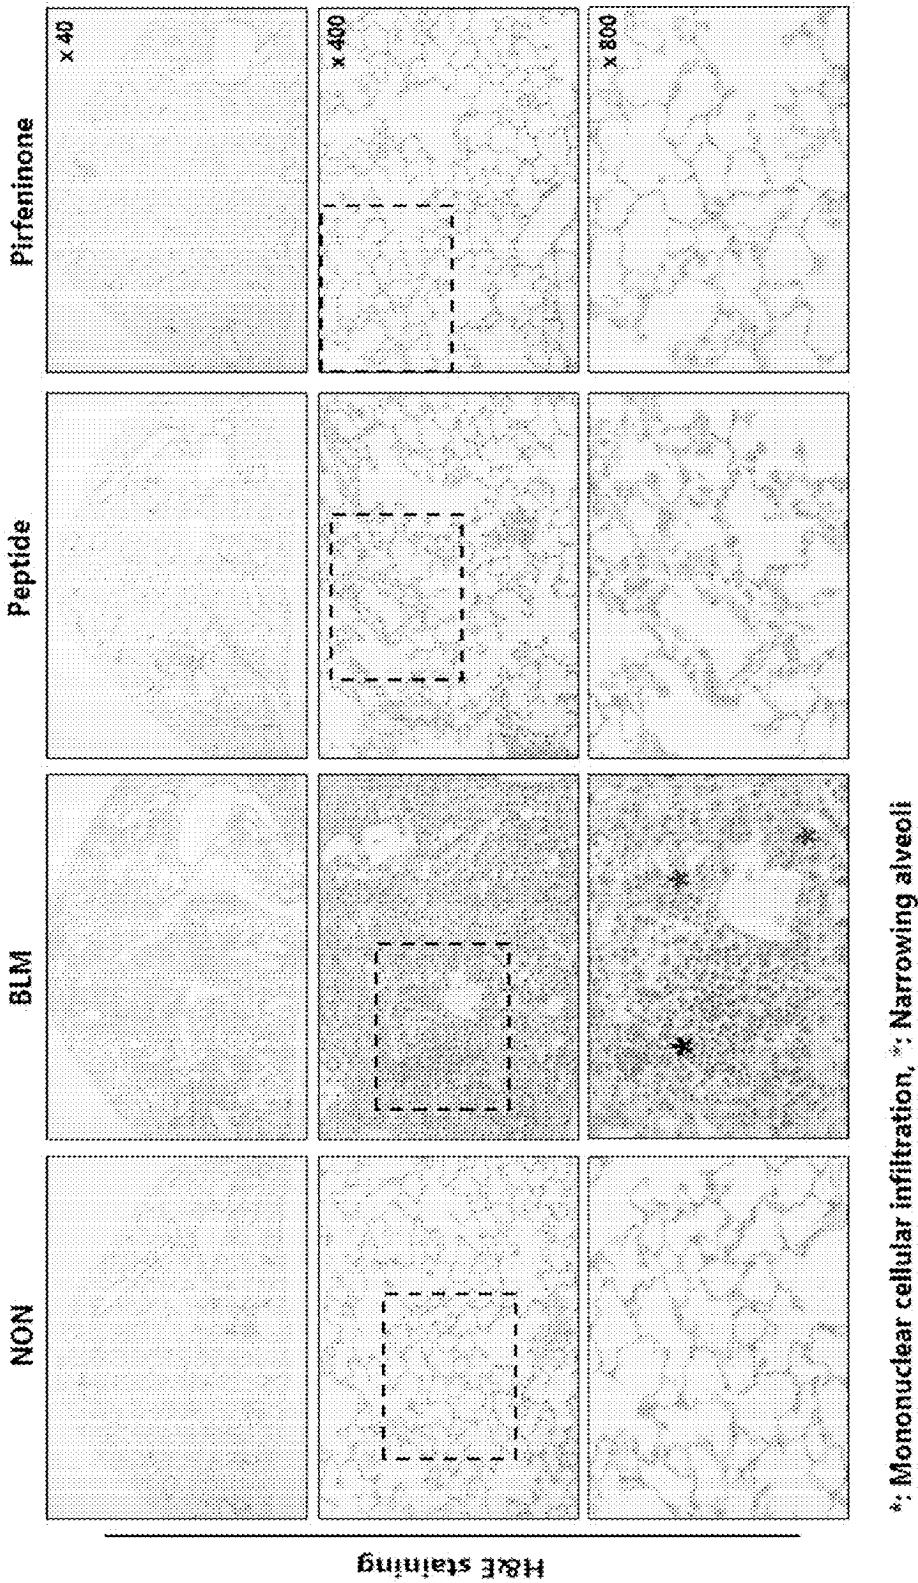 NON BLM Peptide Pirfeninone
x 40
x 400
x 800
H&E staining
*: Mononuclear cellular infiltration, *: Narrowing alveoli